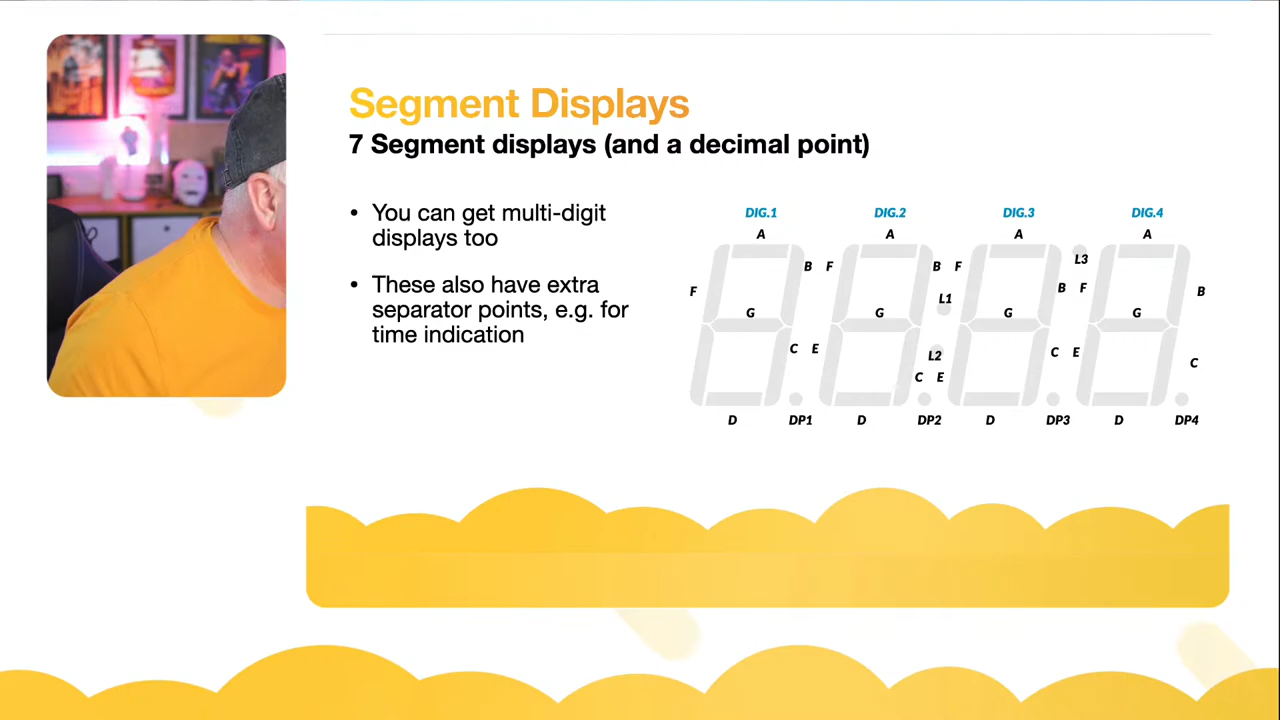 Segment Displays
7 Segment displays (and a decimal point)
• You can get multi-digit
displays too
• These also have extra
separator points, e.g. for
time indication
DIG.1 DIG.2 DIG.3 DIG.4
A A A A
L3
B F B F
B F
F B
L1
G G G G
C E
C E
L2
C
C E
D DP1 D DP2 D DP3 D DP4